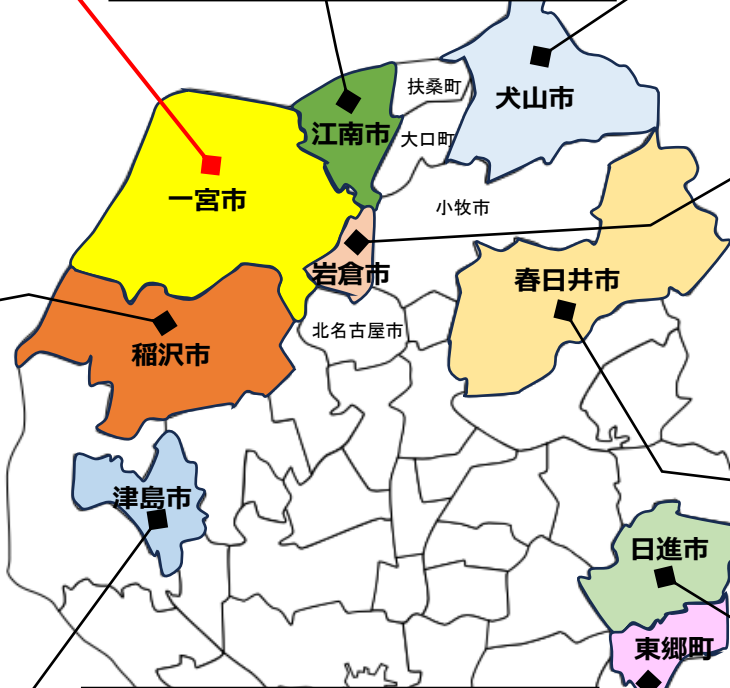 扶桑町
犬山市
江南市
大口町
一宮市
小牧市
岩倉市
春日井市
北名古屋市
稲沢市
津島市
日進市
東郷町